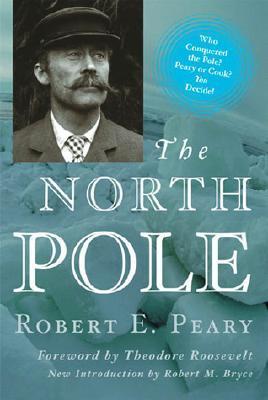 Who
Conquered
the Pole?
Peary or Cook?
You
Decide!
The
NORTH
POLE
ROBERT E. PEARY
Foreword by Theodore Roosevelt
New Introduction by Robert M. Bryce